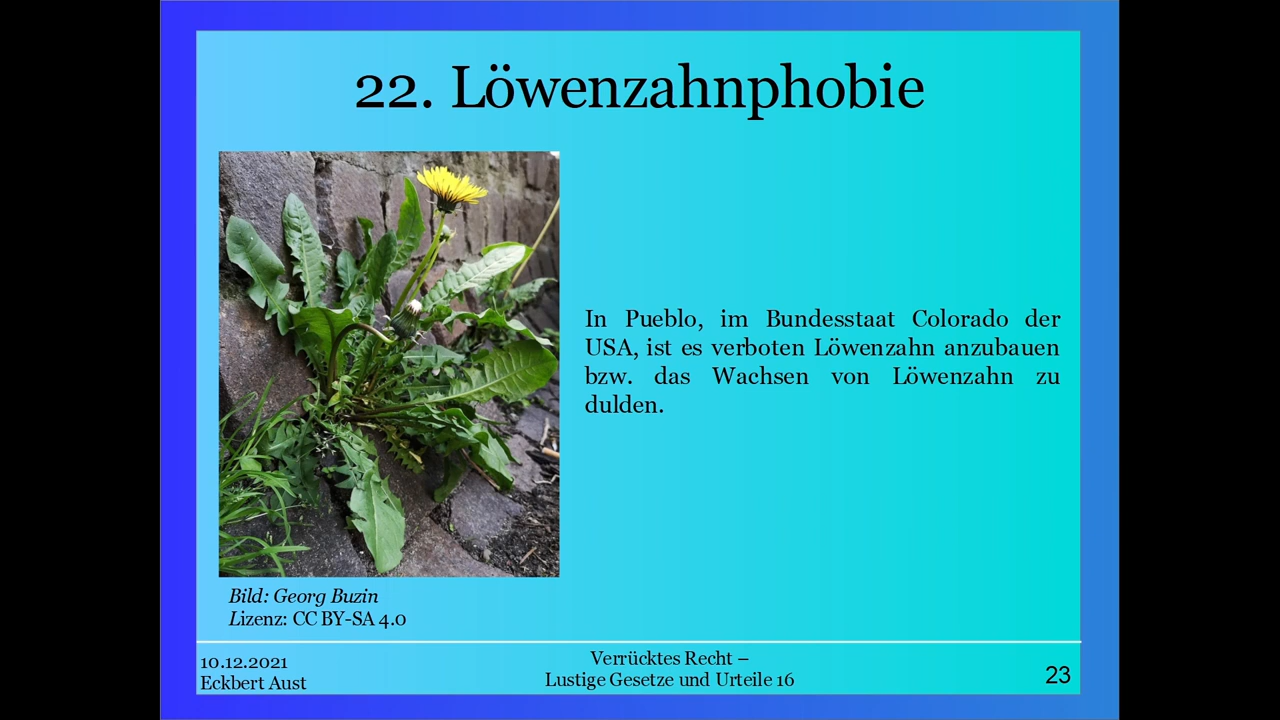 22. Löwenzahnphobie
In Pueblo, im Bundesstaat Colorado der
USA, ist es verboten Löwenzahn anzubauen
bzw. das Wachsen von Löwenzahn zu
dulden.
Bild: Georg Buzin
Lizenz: CC BY-SA 4.0
10.12.2021
Eckbert Aust
Verrücktes Recht –
Lustige Gesetze und Urteile 16
23